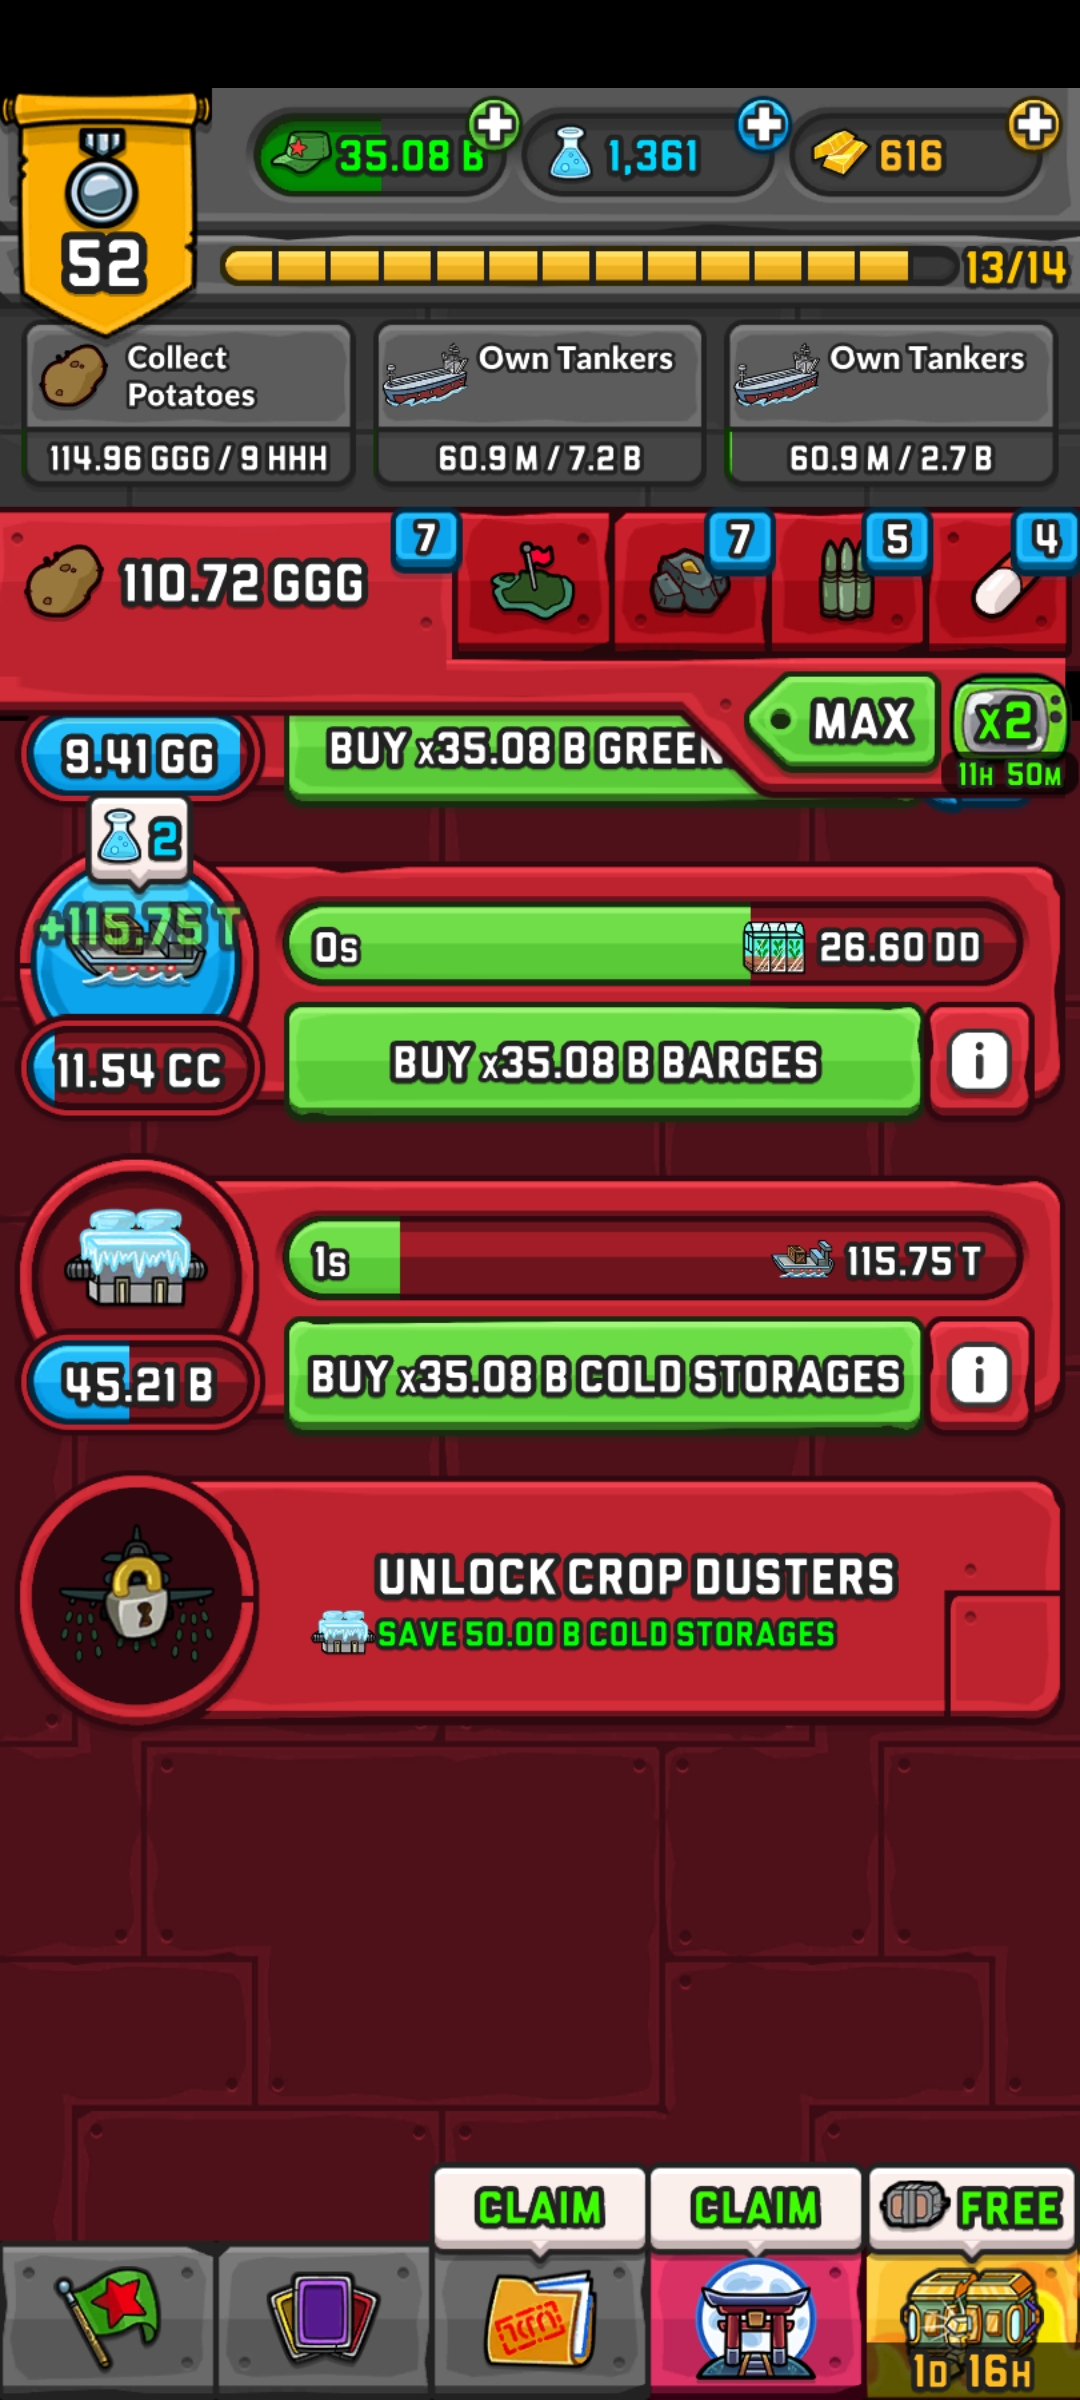 35.08 B
1,361
616
52
13/14
Collect
Potatoes
114.96 GGG / 9 HHH
Own Tankers
60.9 M / 7.2 B
Own Tankers
60.9 M / 2.7 B
110.72 GGG
7
7
5
4
MAX
x2
11H 50M
9.41 GG
BUY x35.08 B GREEN
2
+115.75 T
0s
26.60 DD
11.54 CC
BUY x35.08 B BARGES
i
1s
115.75 T
45.21 B
BUY x35.08 B COLD STORAGES
i
UNLOCK CROP DUSTERS
SAVE 50.00 B COLD STORAGES
CLAIM
CLAIM
FREE
1D 16H